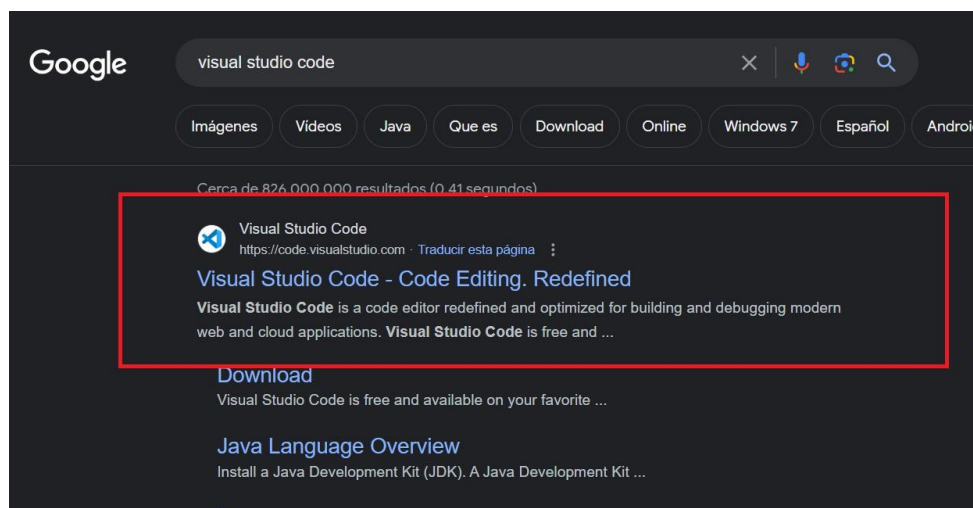 Google
visual studio code
Imágenes Vídeos Java Que es Download Online Windows 7 Español Androi
Cerca de 826.000.000 resultados (0,41 segundos)
Visual Studio Code
https://code.visualstudio.com · Traducir esta página
Visual Studio Code - Code Editing. Redefined
Visual Studio Code is a code editor redefined and optimized for building and debugging modern
web and cloud applications. Visual Studio Code is free and ...
Download
Visual Studio Code is free and available on your favorite ...
Java Language Overview
Install a Java Development Kit (JDK). A Java Development Kit ...